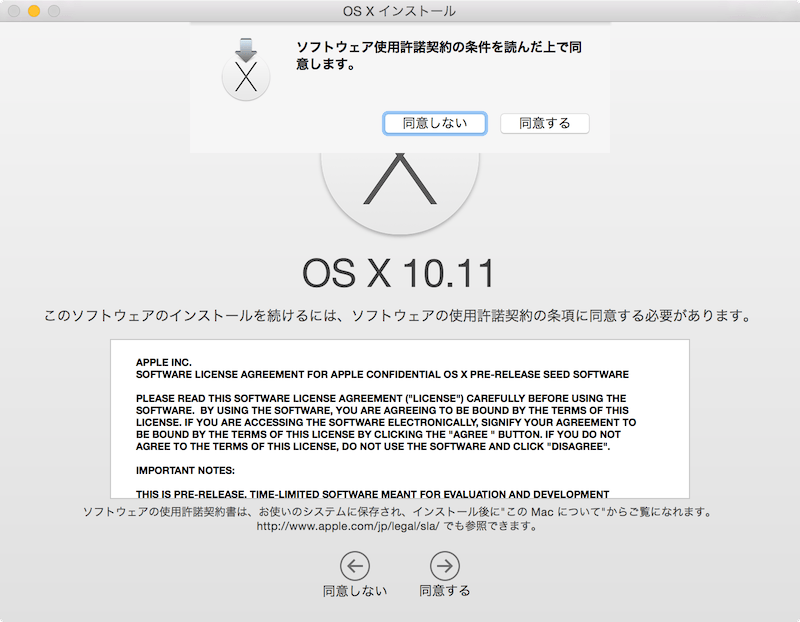 OS X インストール
ソフトウェア使用許諾契約の条件を読んだ上で同
意します。
同意しない
同意する
OS X 10.11
このソフトウェアのインストールを続けるには、ソフトウェアの使用許諾契約の条項に同意する必要があります。
APPLE INC.
SOFTWARE LICENSE AGREEMENT FOR APPLE CONFIDENTIAL OS X PRE-RELEASE SEED SOFTWARE
PLEASE READ THIS SOFTWARE LICENSE AGREEMENT ("LICENSE") CAREFULLY BEFORE USING THE
SOFTWARE.  BY USING THE SOFTWARE, YOU ARE AGREEING TO BE BOUND BY THE TERMS OF THIS
LICENSE. IF YOU ARE ACCESSING THE SOFTWARE ELECTRONICALLY, SIGNIFY YOUR AGREEMENT TO
BE BOUND BY THE TERMS OF THIS LICENSE BY CLICKING THE "AGREE " BUTTON. IF YOU DO NOT
AGREE TO THE TERMS OF THIS LICENSE, DO NOT USE THE SOFTWARE AND CLICK "DISAGREE".
IMPORTANT NOTES:
THIS IS PRE-RELEASE, TIME-LIMITED SOFTWARE MEANT FOR EVALUATION AND DEVELOPMENT
ソフトウェアの使用許諾契約書は、お使いのシステムに保存され、インストール後に"この Mac について"からご覧になれます。
http://www.apple.com/jp/legal/sla/ でも参照できます。
同意しない
同意する